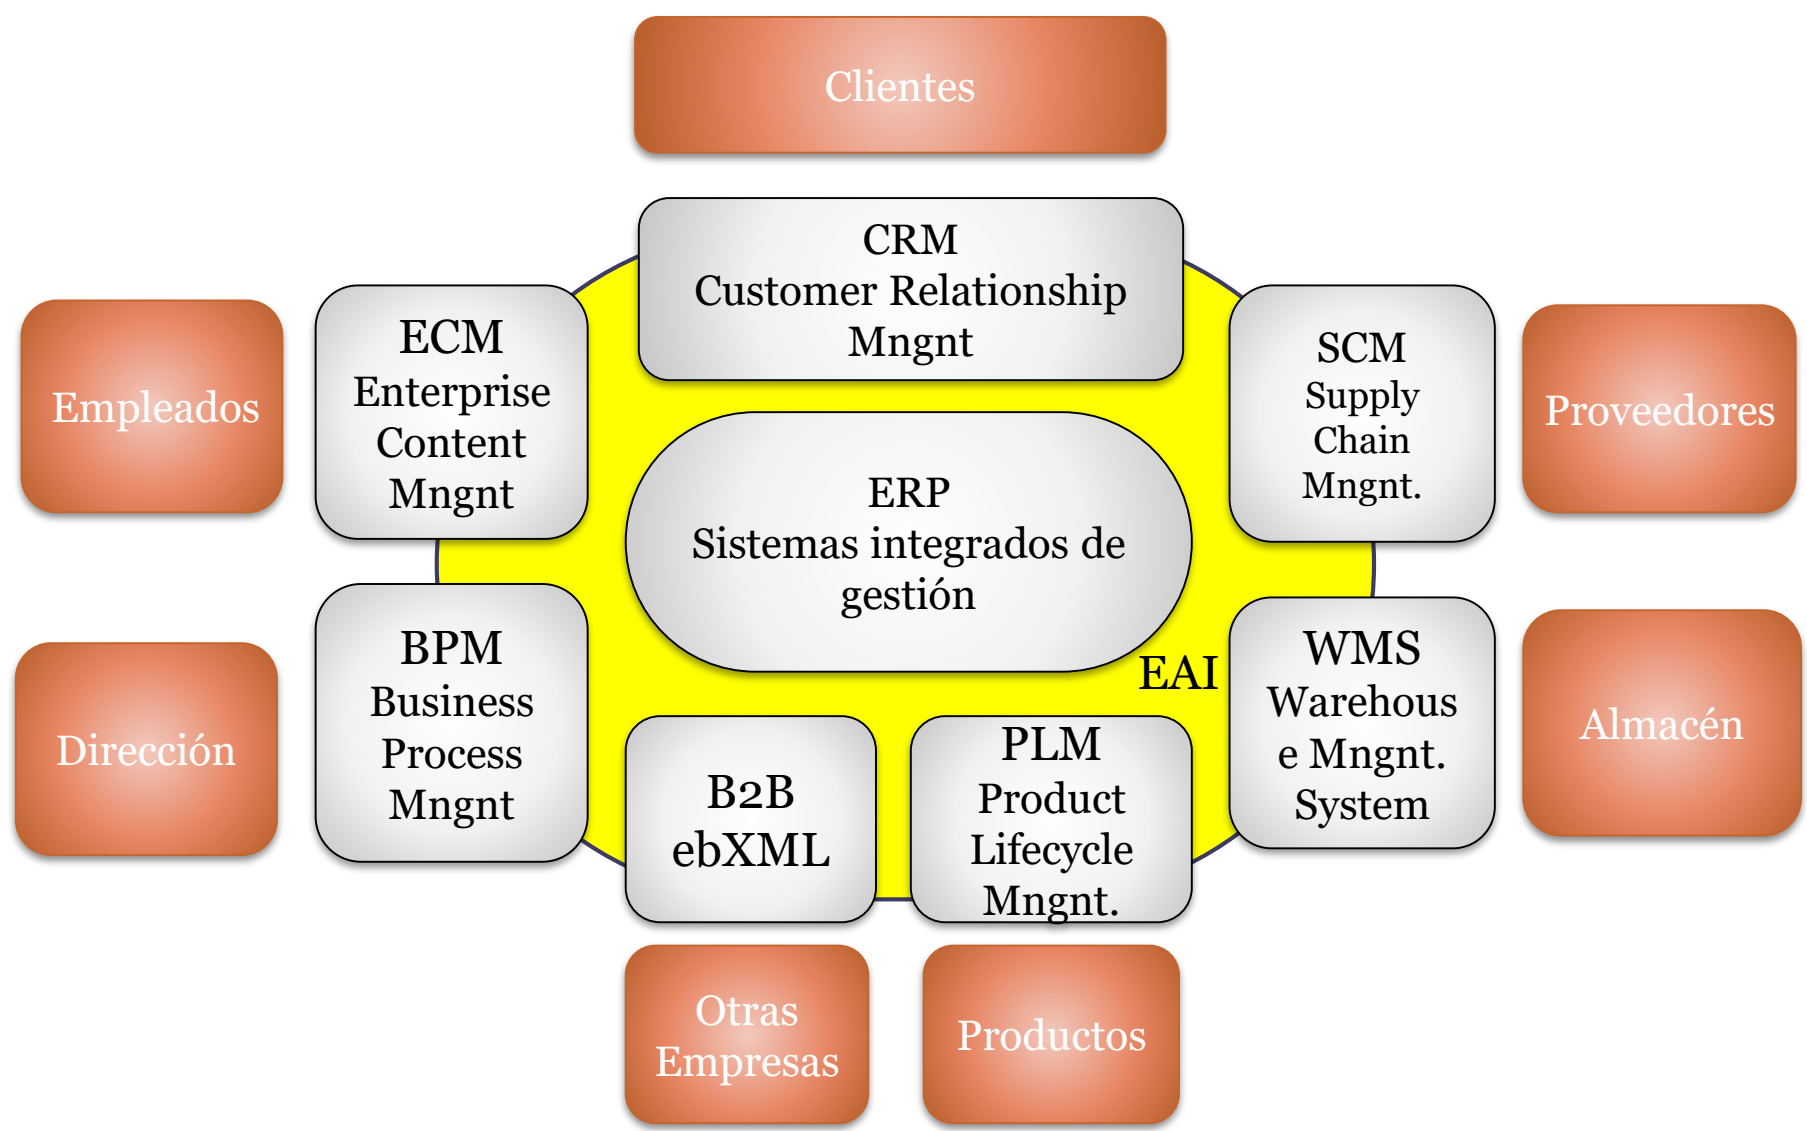 Clientes
CRM
Customer Relationship
Mngnt
Empleados
ECM
Enterprise
Content
Mngnt
SCM
Supply
Chain
Mngnt.
Proveedores
ERP
Sistemas integrados de
gestión
EAI
Dirección
BPM
Business
Process
Mngnt
B2B
ebXML
PLM
Product
Lifecycle
Mngnt.
WMS
Warehous
e Mngnt.
System
Almacén
Otras
Empresas
Productos